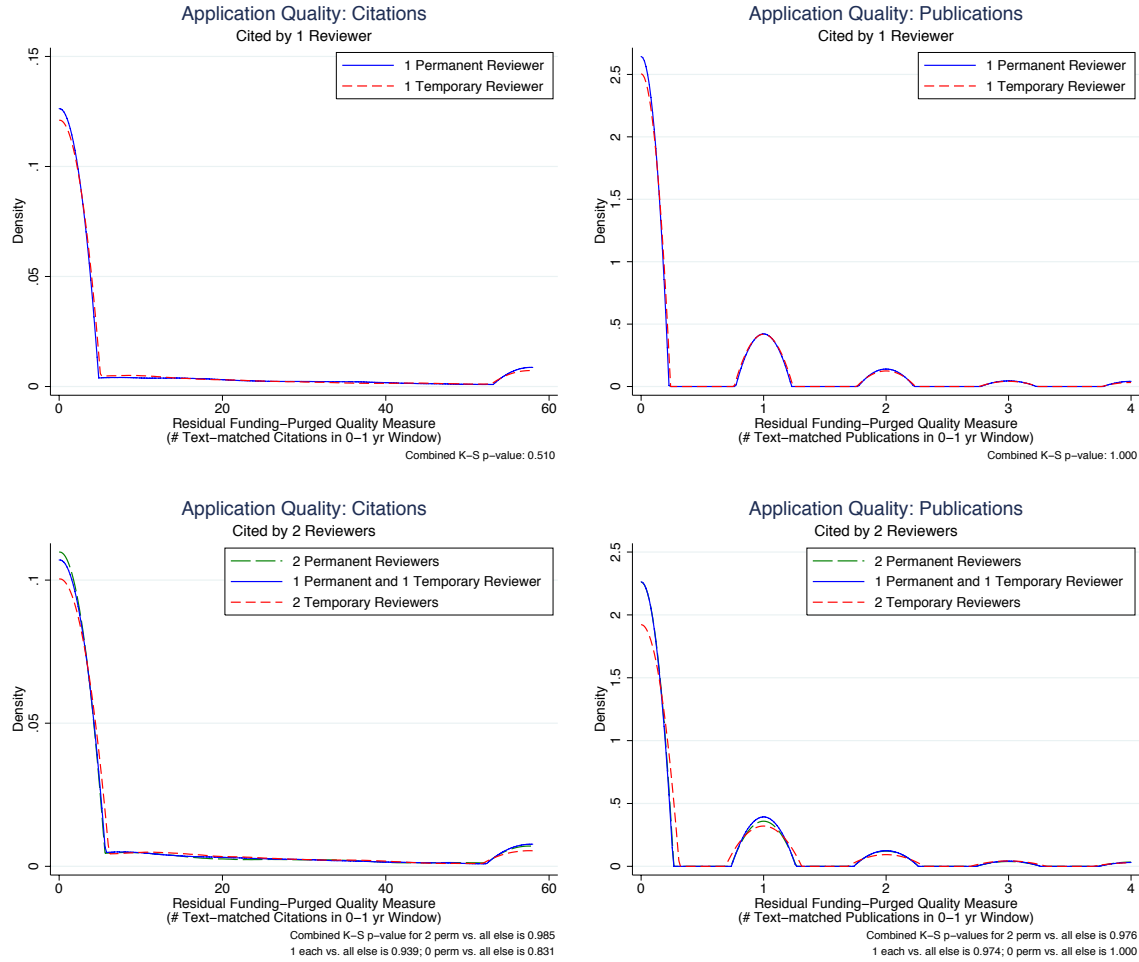 Application Quality: Citations
Cited by 1 Reviewer
1 Permanent Reviewer
1 Temporary Reviewer
.15
.1
.05
0
Density
0 20 40 60
Residual Funding−Purged Quality Measure
(# Text−matched Citations in 0−1 yr Window)
Combined K−S p−value: 0.510
Application Quality: Publications
Cited by 1 Reviewer
1 Permanent Reviewer
1 Temporary Reviewer
2.5
2
1.5
1
.5
0
Density
0 1 2 3 4
Residual Funding−Purged Quality Measure
(# Text−matched Publications in 0−1 yr Window)
Combined K−S p−value: 1.000
Application Quality: Citations
Cited by 2 Reviewers
2 Permanent Reviewers
1 Permanent and 1 Temporary Reviewer
2 Temporary Reviewers
.1
.05
0
Density
0 20 40 60
Residual Funding−Purged Quality Measure
(# Text−matched Citations in 0−1 yr Window)
Combined K−S p−value for 2 perm vs. all else is 0.985
1 each vs. all else is 0.939; 0 perm vs. all else is 0.831
Application Quality: Publications
Cited by 2 Reviewers
2 Permanent Reviewers
1 Permanent and 1 Temporary Reviewer
2 Temporary Reviewers
2.5
2
1.5
1
.5
0
Density
0 1 2 3 4
Residual Funding−Purged Quality Measure
(# Text−matched Publications in 0−1 yr Window)
Combined K−S p−values for 2 perm vs. all else is 0.976
1 each vs. all else is 0.974; 0 perm vs. all else is 1.000